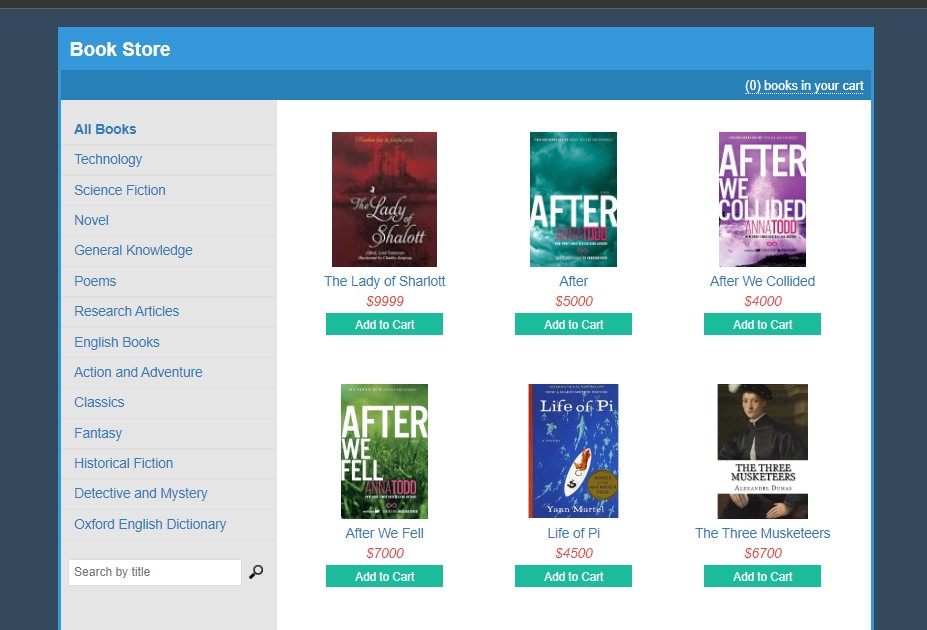 Book Store
(0) books in your cart
All Books
Technology
Science Fiction
Novel
General Knowledge
Poems
Research Articles
English Books
Action and Adventure
Classics
Fantasy
Historical Fiction
Detective and Mystery
Oxford English Dictionary
Search by title
The Lady
of
Shalott
The Lady of Sharlott
$9999
Add to Cart
AFTER
ANNA TODD
After
$5000
Add to Cart
AFTER
WE
COLLIDED
ANNA TODD
After We Collided
$4000
Add to Cart
AFTER
WE
FELL
ANNA TODD
After We Fell
$7000
Add to Cart
Life of Pi
Yann Martel
Life of Pi
$4500
Add to Cart
THE THREE
MUSKETEERS
ALEXANDRE DUMAS
The Three Musketeers
$6700
Add to Cart